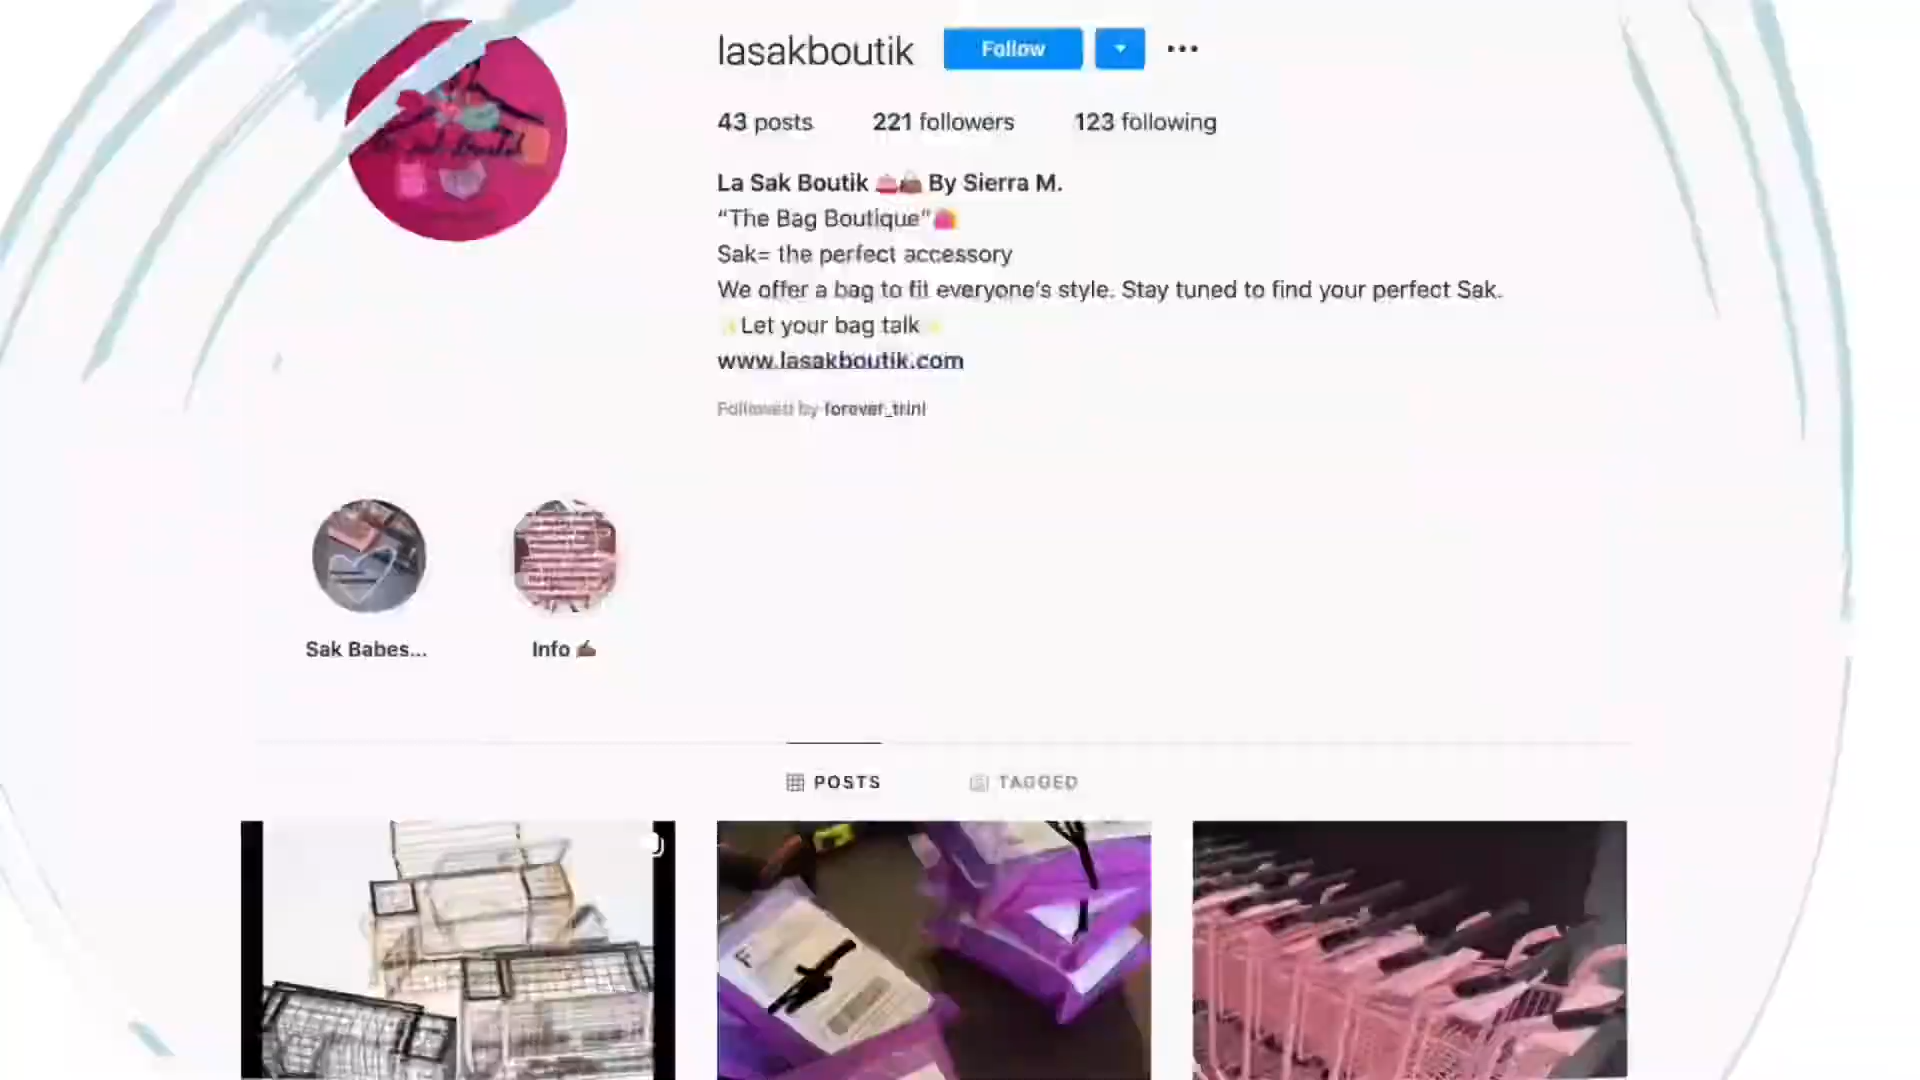 lasakboutik Follow
43 posts 221 followers 123 following
La Sak Boutik By Sierra M.
“The Bag Boutique”
Sak= the perfect accessory
We offer a bag to fit everyone's style. Stay tuned to find your perfect Sak.
Let your bag talk
www.lasakboutik.com
Followed by forever_trini
Sak Babes... Info
POSTS TAGGED
F